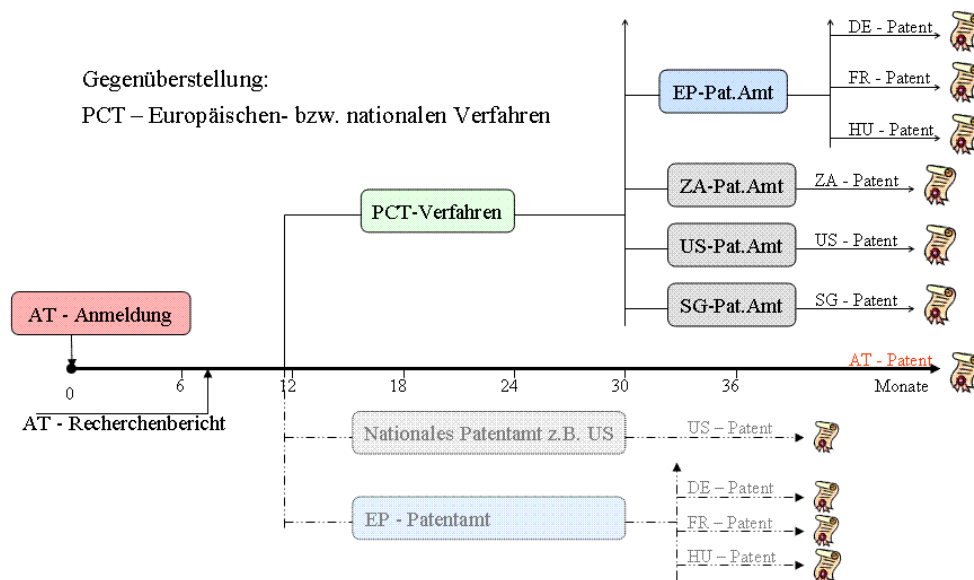 Gegenüberstellung:
PCT – Europäischen- bzw. nationalen Verfahren
DE - Patent
EP-Pat.Amt
FR - Patent
HU - Patent
ZA-Pat.Amt
ZA - Patent
PCT-Verfahren
US-Pat.Amt
US - Patent
SG-Pat.Amt
SG - Patent
AT - Anmeldung
AT - Patent
0 6 12 18 24 30 36 Monate
AT - Recherchenbericht
Nationales Patentamt z.B. US
US – Patent
EP - Patentamt
DE – Patent
FR – Patent
HU – Patent